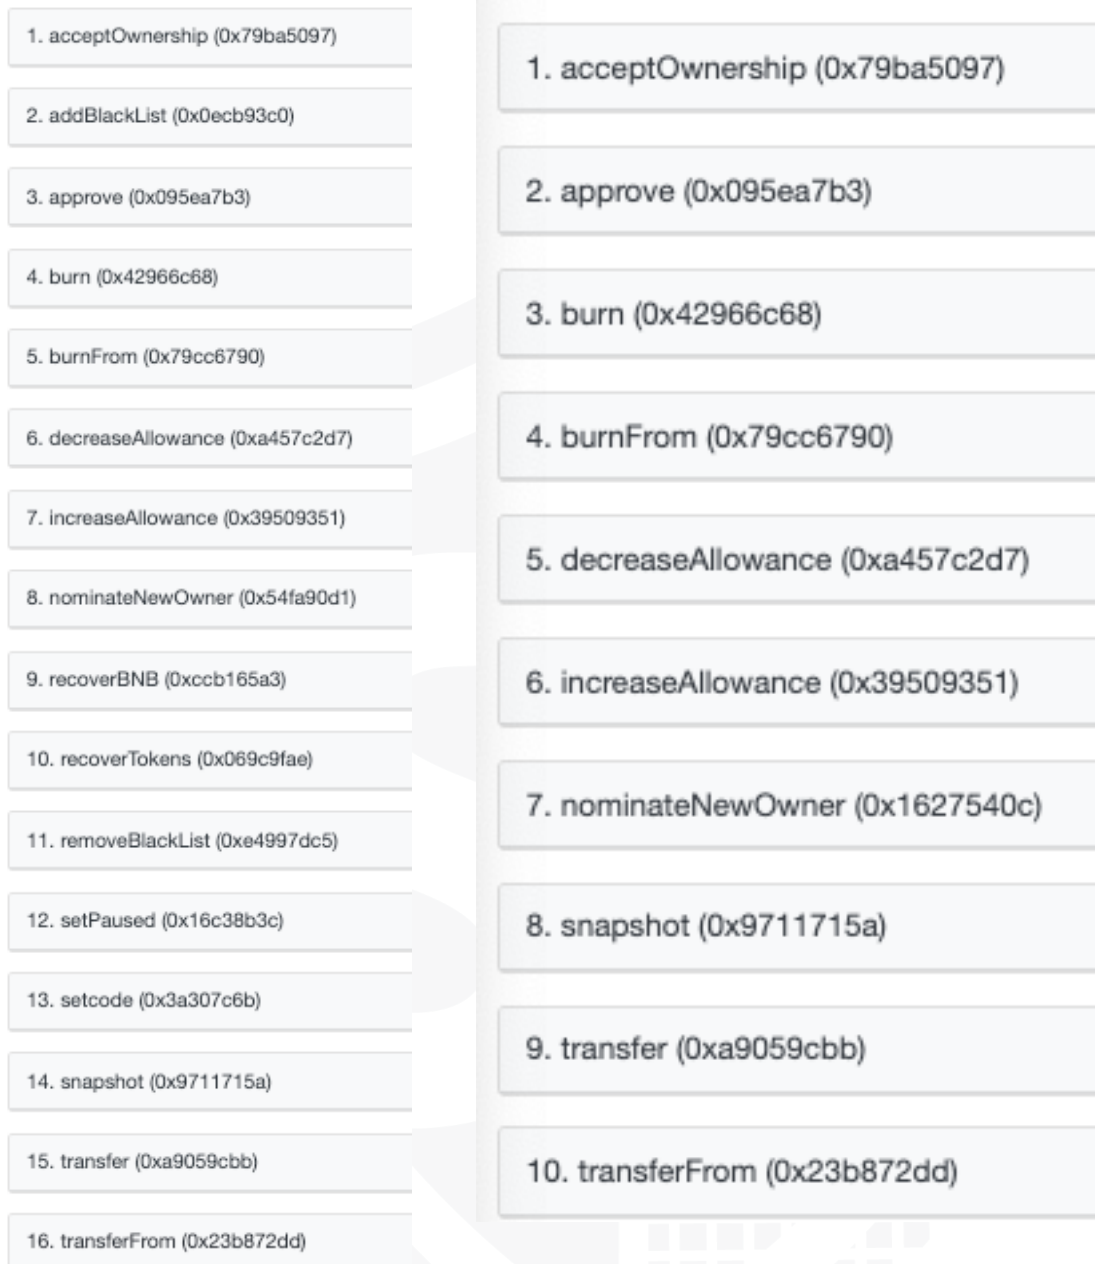 1. acceptOwnership (0x79ba5097)
2. addBlackList (0x0ecb93c0)
3. approve (0x095ea7b3)
4. burn (0x42966c68)
5. burnFrom (0x79cc6790)
6. decreaseAllowance (0xa457c2d7)
7. increaseAllowance (0x39509351)
8. nominateNewOwner (0x54fa90d1)
9. recoverBNB (0xccb165a3)
10. recoverTokens (0x069c9fae)
11. removeBlackList (0xe4997dc5)
12. setPaused (0x16c38b3c)
13. setcode (0x3a307c6b)
14. snapshot (0x9711715a)
15. transfer (0xa9059cbb)
16. transferFrom (0x23b872dd)
1. acceptOwnership (0x79ba5097)
2. approve (0x095ea7b3)
3. burn (0x42966c68)
4. burnFrom (0x79cc6790)
5. decreaseAllowance (0xa457c2d7)
6. increaseAllowance (0x39509351)
7. nominateNewOwner (0x1627540c)
8. snapshot (0x9711715a)
9. transfer (0xa9059cbb)
10. transferFrom (0x23b872dd)